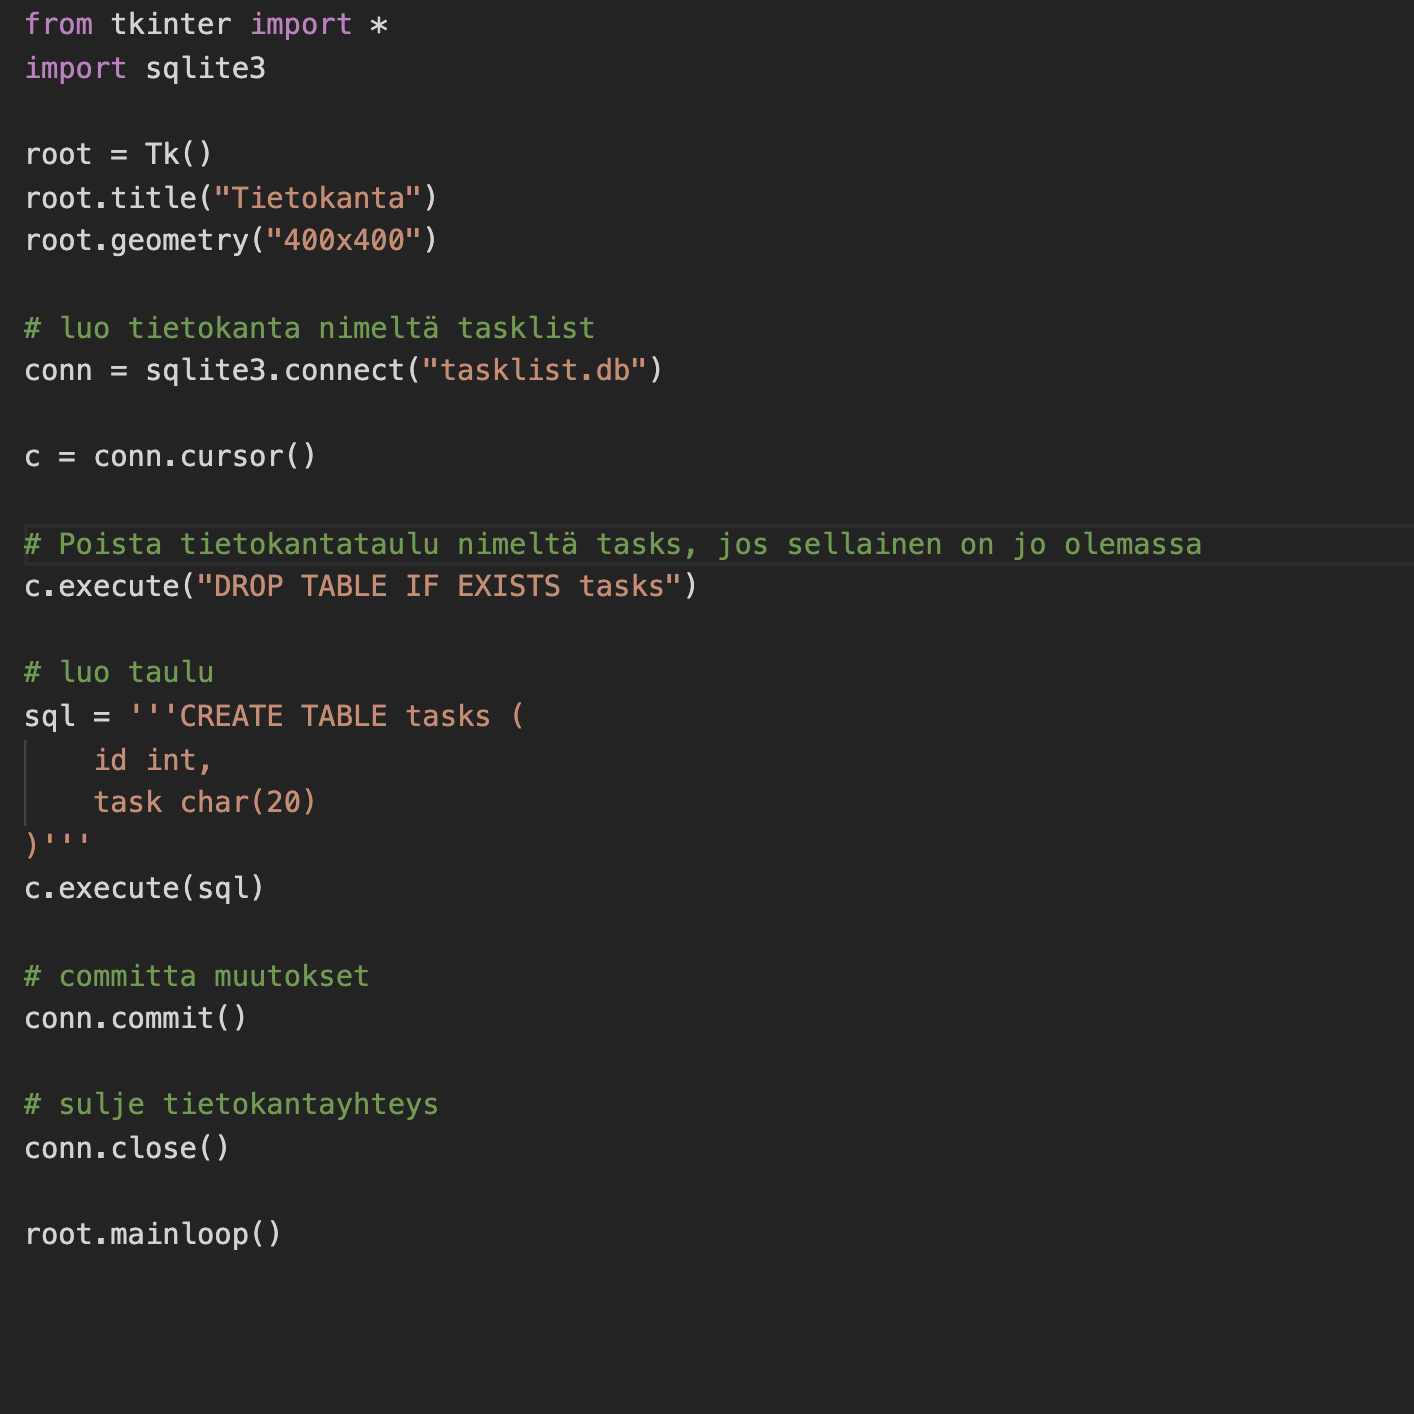 from tkinter import *
import sqlite3
root = Tk()
root.title("Tietokanta")
root.geometry("400x400")
# luo tietokanta nimeltä tasklist
conn = sqlite3.connect("tasklist.db")
c = conn.cursor()
# Poista tietokantataulu nimeltä tasks, jos sellainen on jo olemassa
c.execute("DROP TABLE IF EXISTS tasks")
# luo taulu
sql = '''CREATE TABLE tasks (
    id int,
    task char(20)
)'''
c.execute(sql)
# committa muutokset
conn.commit()
# sulje tietokantayhteys
conn.close()
root.mainloop()